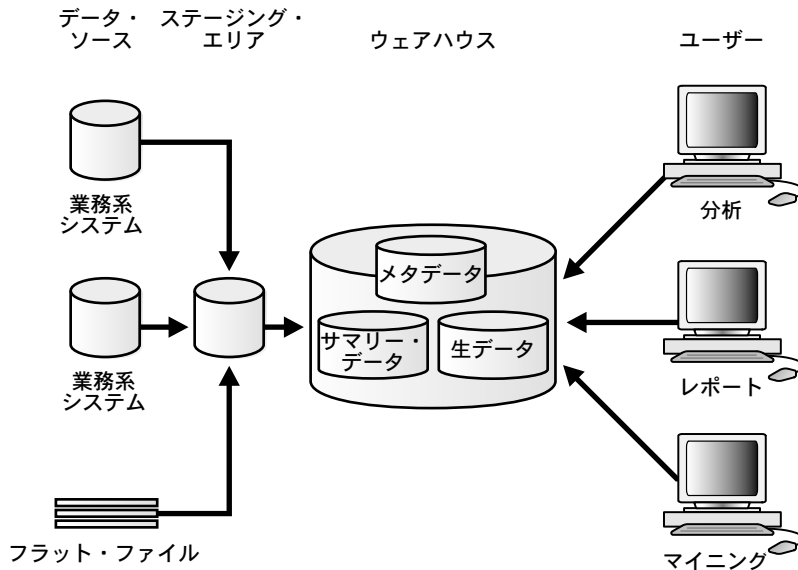 データ・
ソース
ステージング・
エリア
ウェアハウス
ユーザー
業務系
システム
分析
メタデータ
サマリー・
データ
生データ
業務系
システム
レポート
フラット・ファイル
マイニング